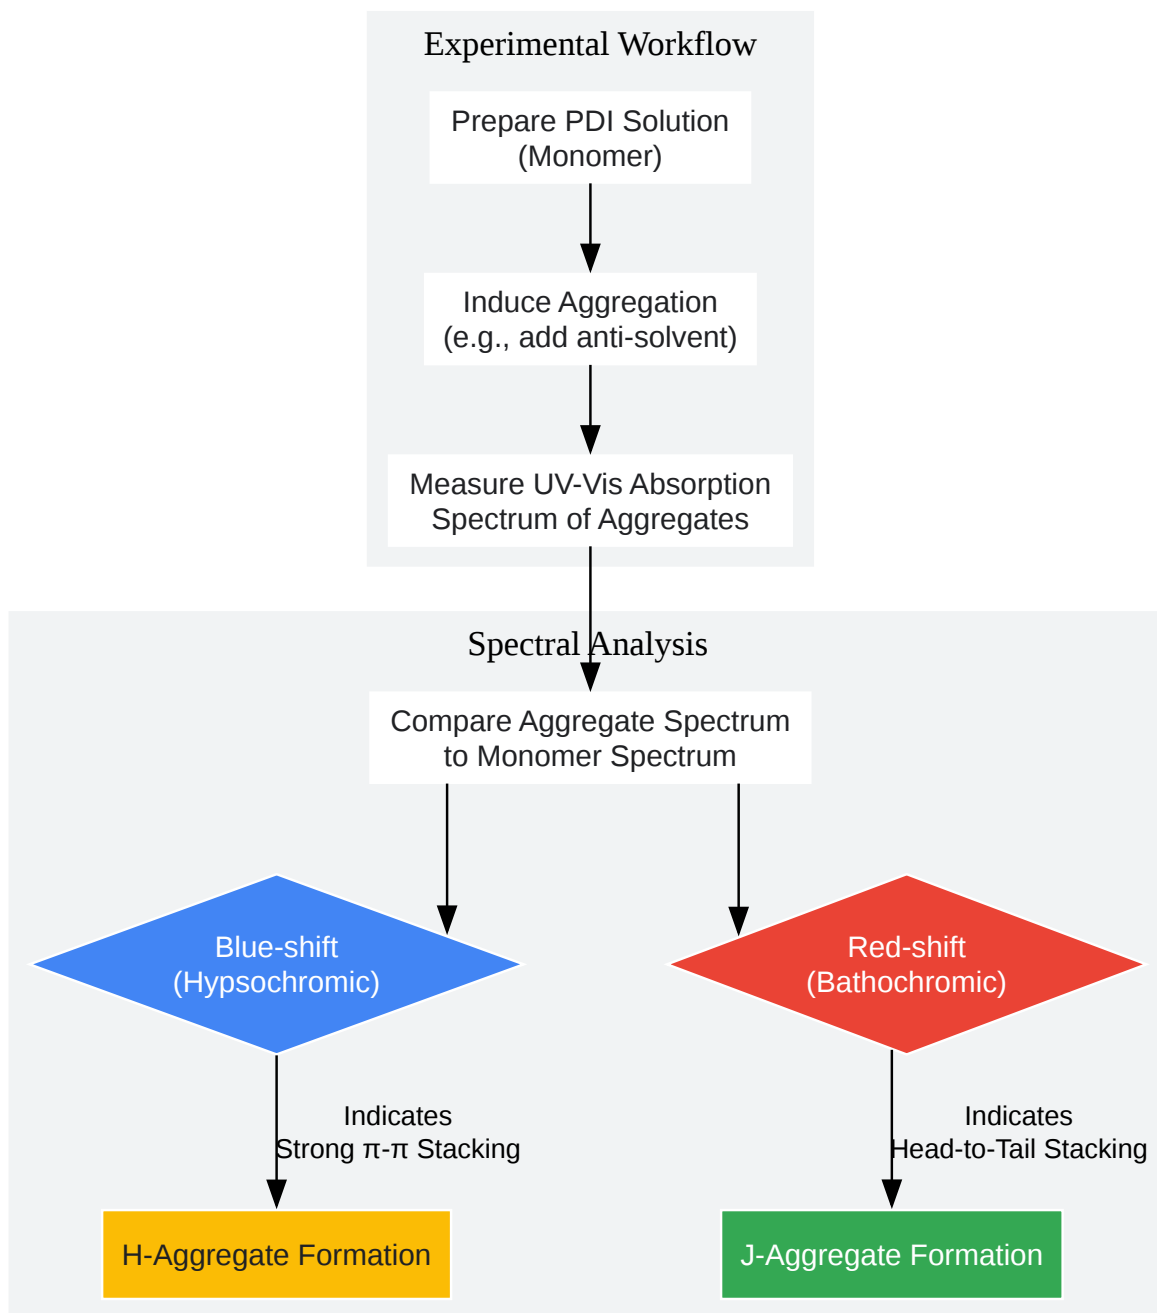 Experimental Workflow
Prepare PDI Solution
(Monomer)
Induce Aggregation
(e.g., add anti-solvent)
Measure UV-Vis Absorption
Spectrum of Aggregates
Spectral Analysis
Compare Aggregate Spectrum
to Monomer Spectrum
Blue-shift
(Hypsochromic)
Red-shift
(Bathochromic)
Indicates
Strong π-π Stacking
Indicates
Head-to-Tail Stacking
H-Aggregate Formation
J-Aggregate Formation